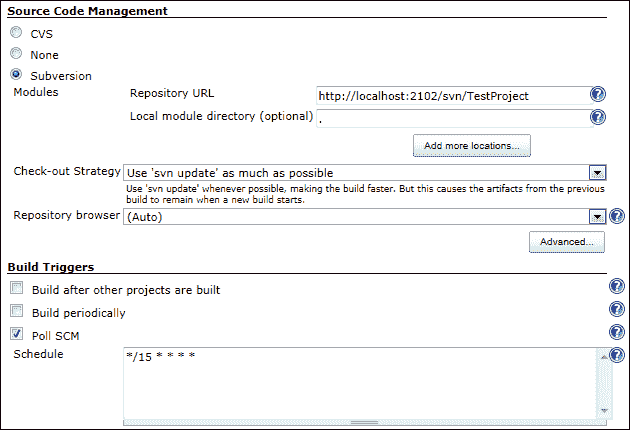 Source Code Management
CVS
None
Subversion
Modules Repository URL http://localhost:2102/svn/TestProject ?
Local module directory (optional) . ?
Add more locations...
Check-out Strategy Use 'svn update' as much as possible
Use 'svn update' whenever possible, making the build faster. But this causes the artifacts from the previous
build to remain when a new build starts.
Repository browser (Auto) ?
Advanced...
Build Triggers
Build after other projects are built ?
Build periodically ?
Poll SCM ?
Schedule */15 * * * * ?